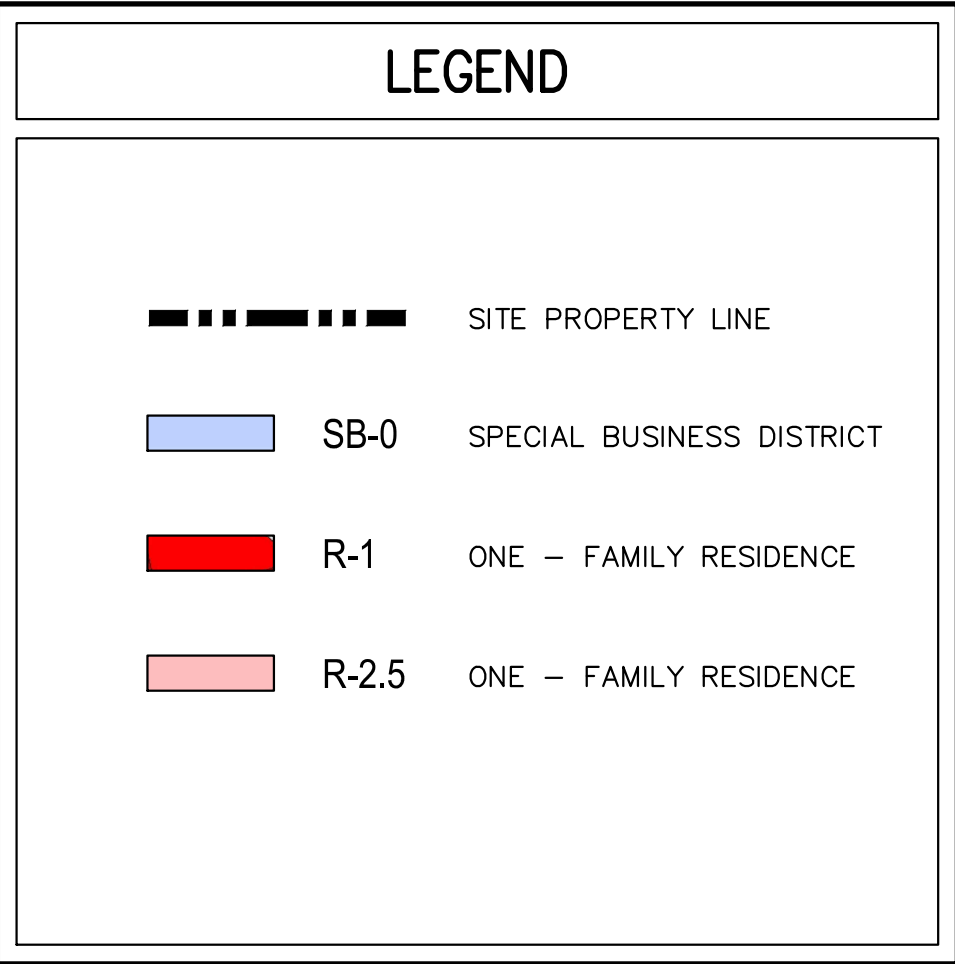 LEGEND
SITE PROPERTY LINE
SB-0 SPECIAL BUSINESS DISTRICT
R-1 ONE – FAMILY RESIDENCE
R-2.5 ONE – FAMILY RESIDENCE